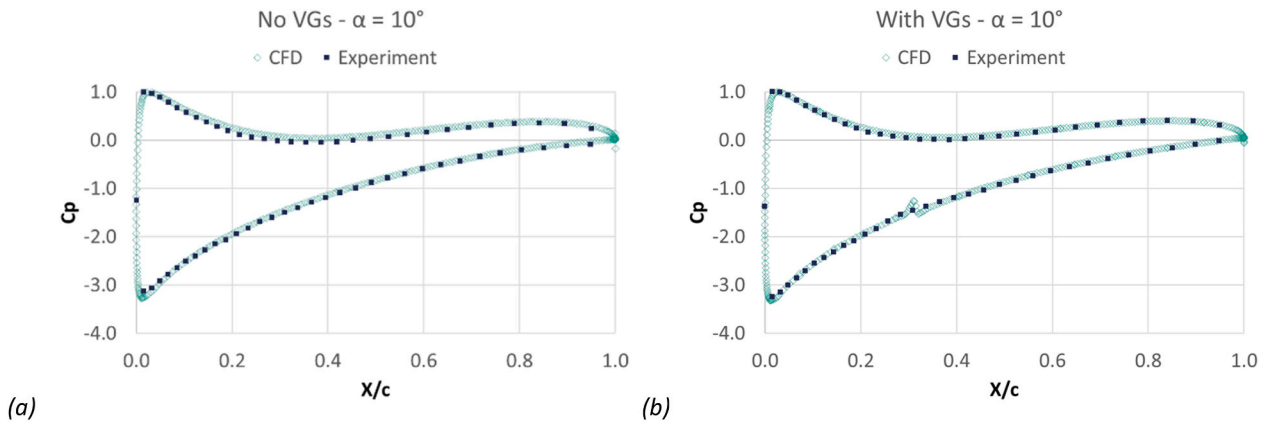 No VGs - α = 10°
◇ CFD ▪ Experiment
1.0
0.0
-1.0
-2.0
-3.0
-4.0
Cp
0.0 0.2 0.4 0.6 0.8 1.0
X/c
(a)
With VGs - α = 10°
◇ CFD ▪ Experiment
1.0
0.0
-1.0
-2.0
-3.0
-4.0
Cp
0.0 0.2 0.4 0.6 0.8 1.0
X/c
(b)